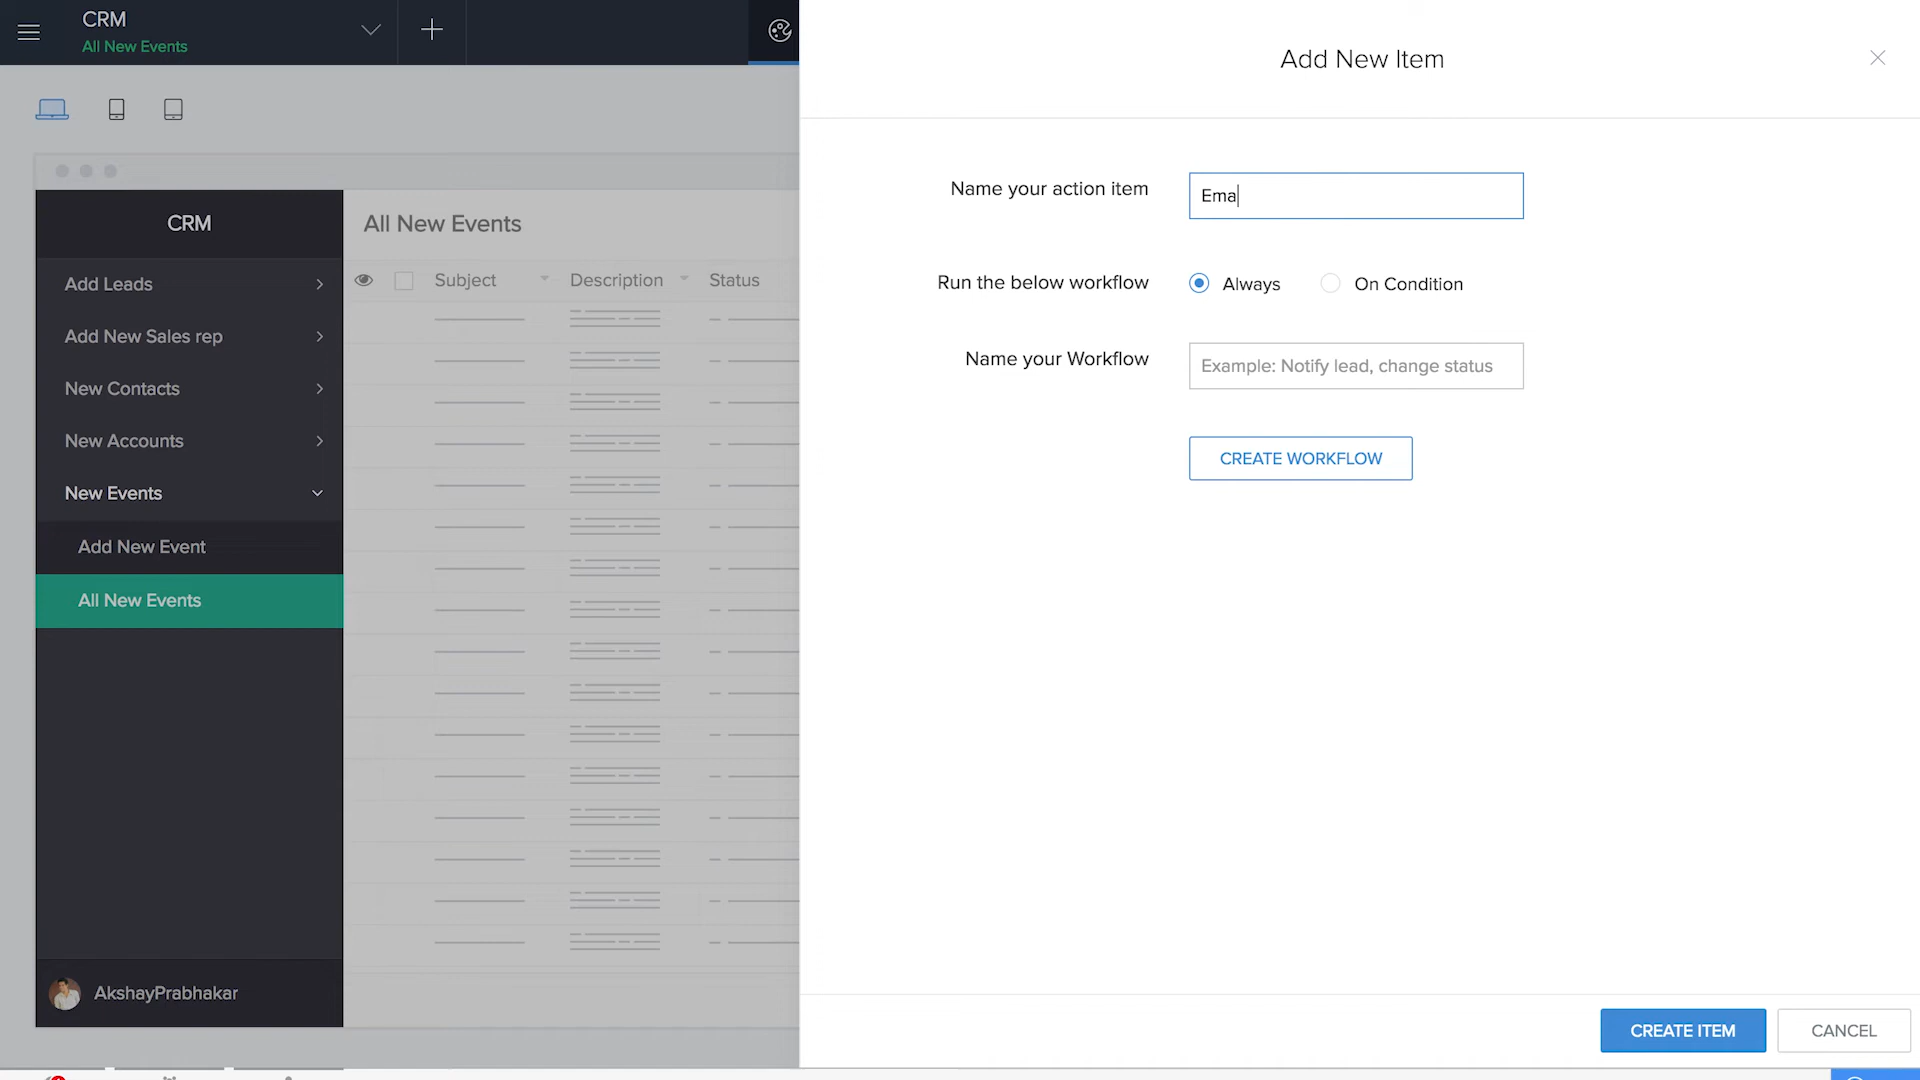 CRM
All New Events
Add New Item
CRM
Add Leads
Add New Sales rep
New Contacts
New Accounts
New Events
Add New Event
All New Events
AkshayPrabhakar
All New Events
Subject Description Status
Name your action item Ema
Run the below workflow Always On Condition
Name your Workflow Example: Notify lead, change status
CREATE WORKFLOW
CREATE ITEM CANCEL